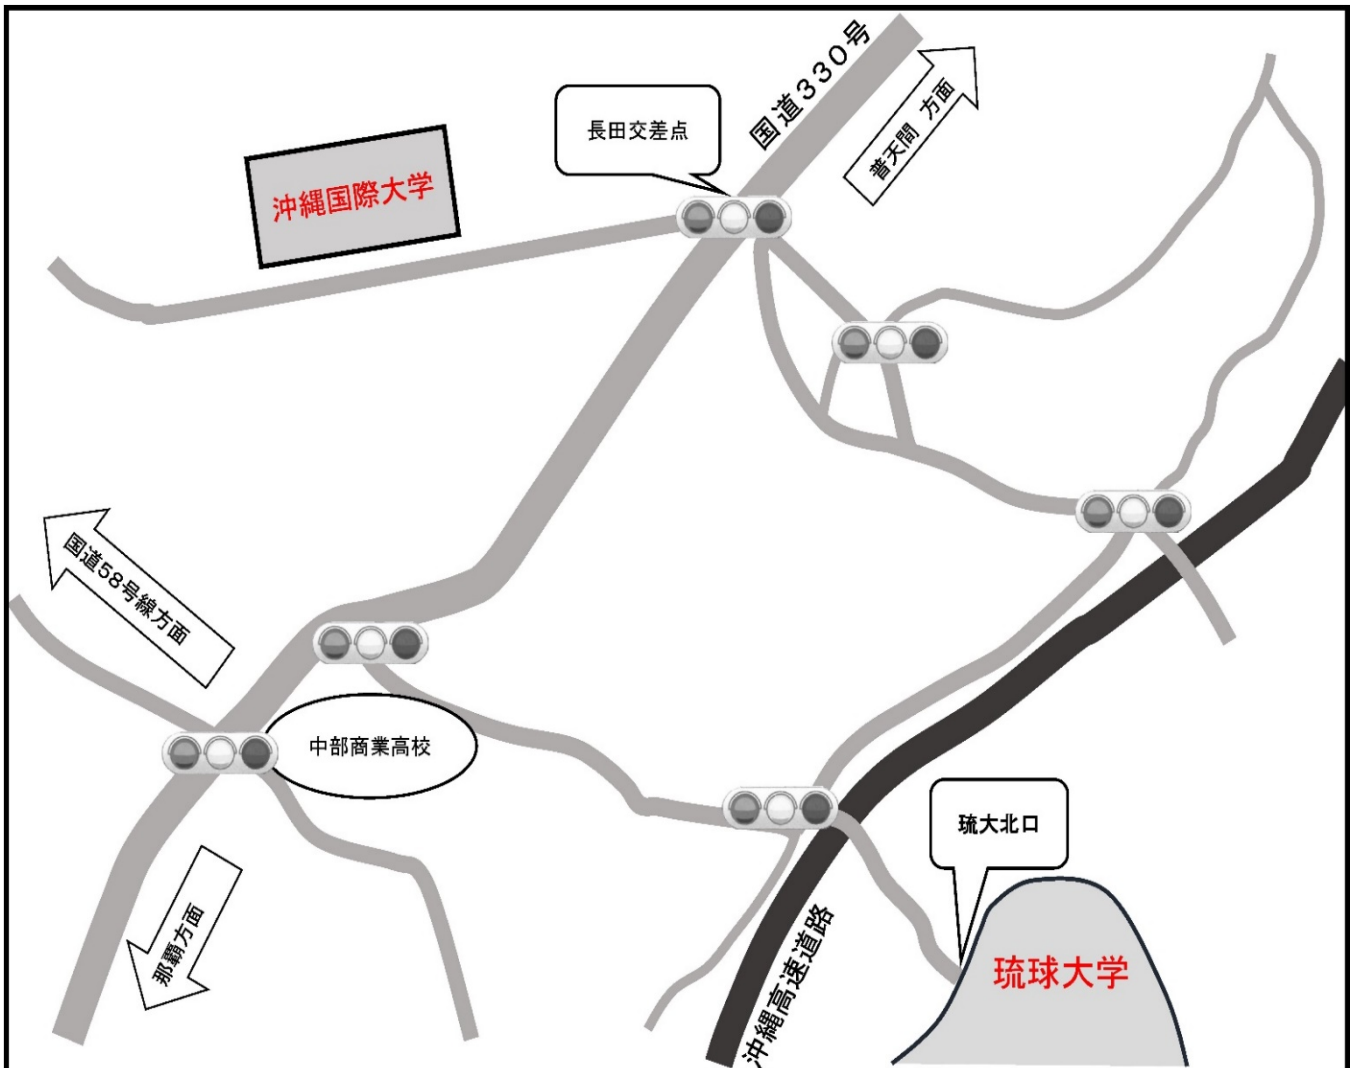 国道330号
普天間 方面
長田交差点
沖縄国際大学
国道58号線方面
中部商業高校
琉大北口
那覇方面
沖縄高速道路
琉球大学